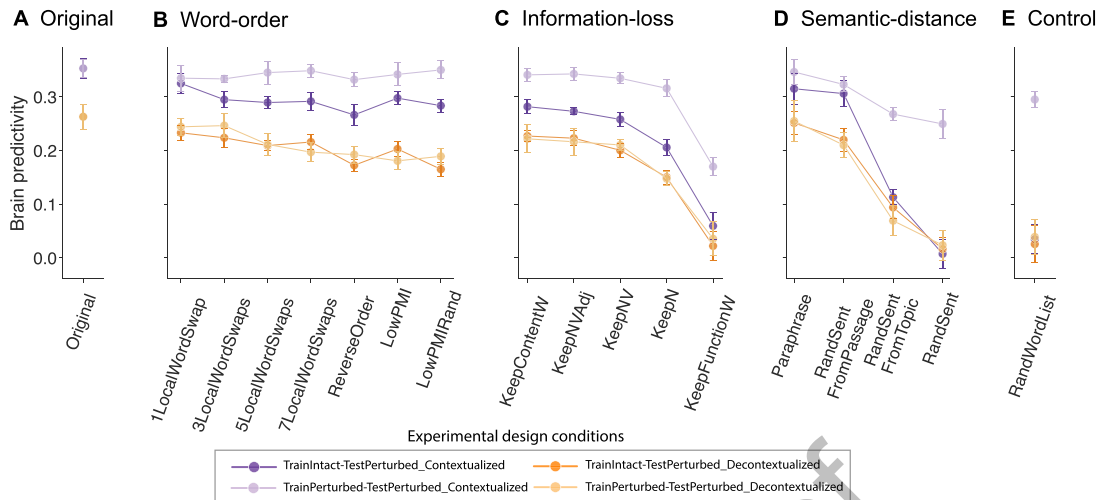 A Original
B Word-order
C Information-loss
D Semantic-distance
E Control
Brain predictivity
0.3
0.2
0.1
0.0
Original
1LocalWordSwap
3LocalWordSwaps
5LocalWordSwaps
7LocalWordSwaps
ReverseOrder
LowPMI
LowPMIRand
KeepContentW
KeepNVAdj
KeepNV
KeepN
KeepFunctionW
Paraphrase
RandSent
FromPassage
RandSent
FromTopic
RandSent
RandWordList
Experimental design conditions
TrainIntact-TestPerturbed_Contextualized
TrainIntact-TestPerturbed_Decontextualized
TrainPerturbed-TestPerturbed_Contextualized
TrainPerturbed-TestPerturbed_Decontextualized